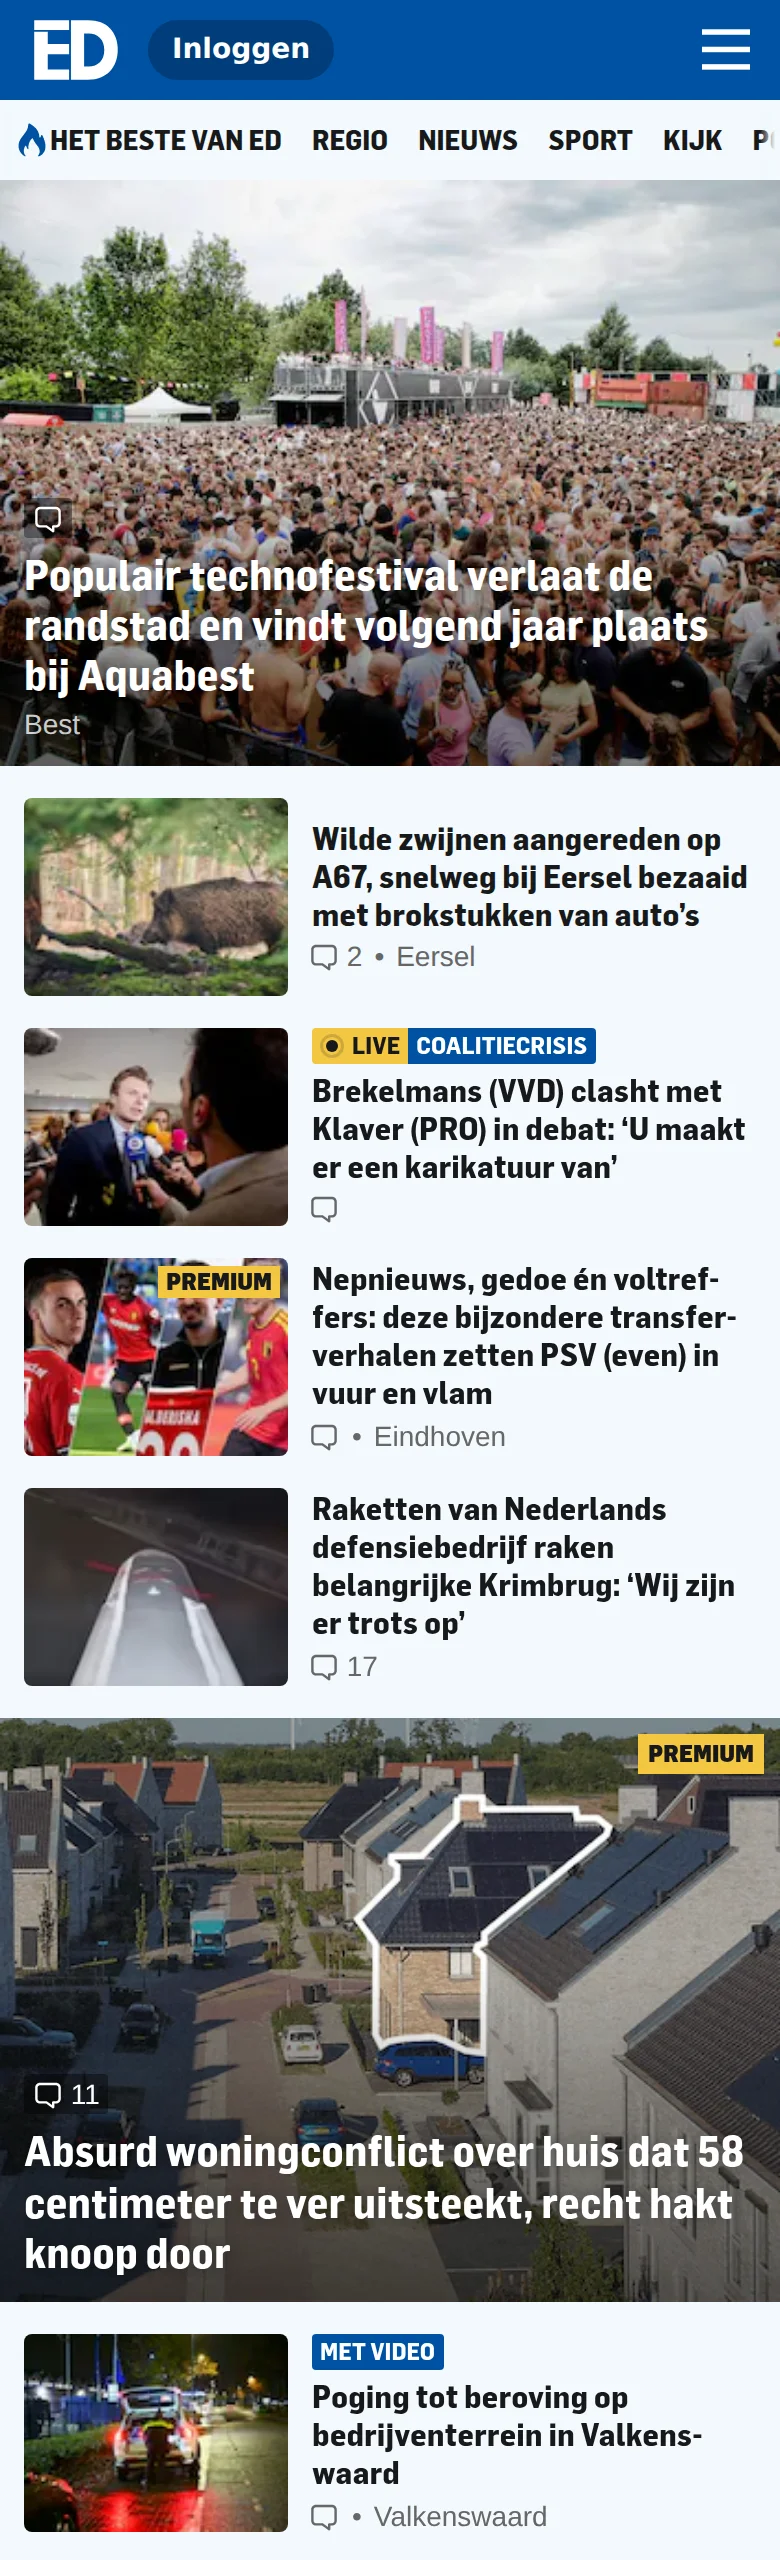 ED
Inloggen
HET BESTE VAN ED REGIO NIEUWS SPORT KIJK
Populair technofestival verlaat de
randstad en vindt volgend jaar plaats
bij Aquabest
Best
Wilde zwijnen aangereden op
A67, snelweg bij Eersel bezaaid
met brokstukken van auto’s
2 • Eersel
LIVE COALITIECRISIS
Brekelmans (VVD) clasht met
Klaver (PRO) in debat: ‘U maakt
er een karikatuur van’
PREMIUM
Nepnieuws, gedoe én voltref-
fers: deze bijzondere transfer-
verhalen zetten PSV (even) in
vuur en vlam
• Eindhoven
Raketten van Nederlands
defensiebedrijf raken
belangrijke Krimbrug: ‘Wij zijn
er trots op’
17
PREMIUM
11
Absurd woningconflict over huis dat 58
centimeter te ver uitsteekt, recht hakt
knoop door
MET VIDEO
Poging tot beroving op
bedrijventerrein in Valkens-
waard
• Valkenswaard